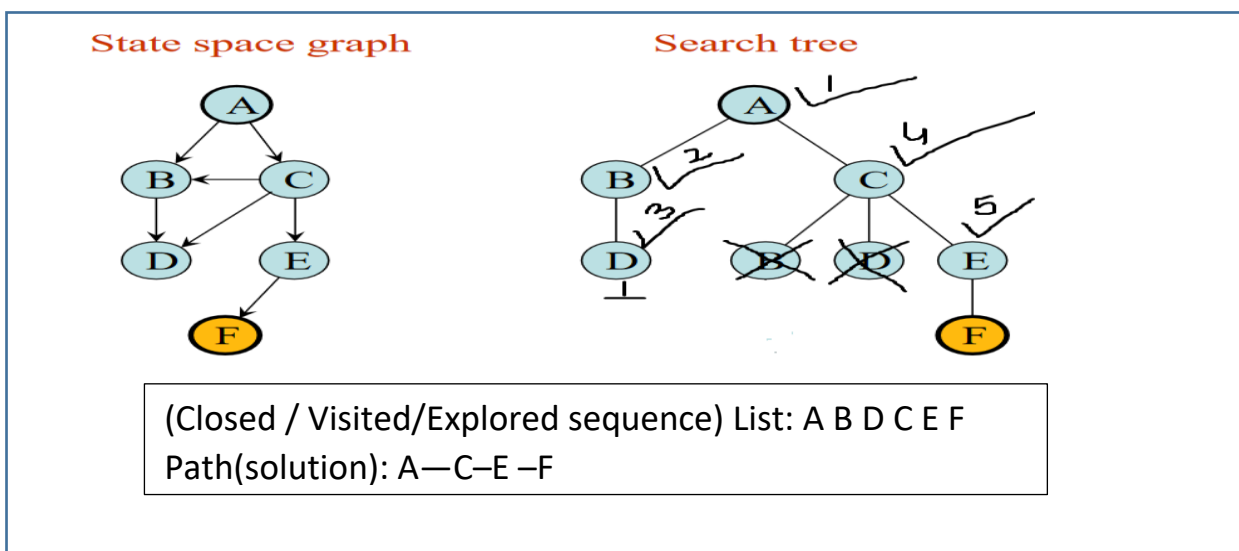 State space graph
Search tree
A
B
C
D
E
F
A 1
B 2
C 4
D 3
B
D
E 5
F
(Closed / Visited/Explored sequence) List: A B D C E F
Path(solution): A—C–E –F